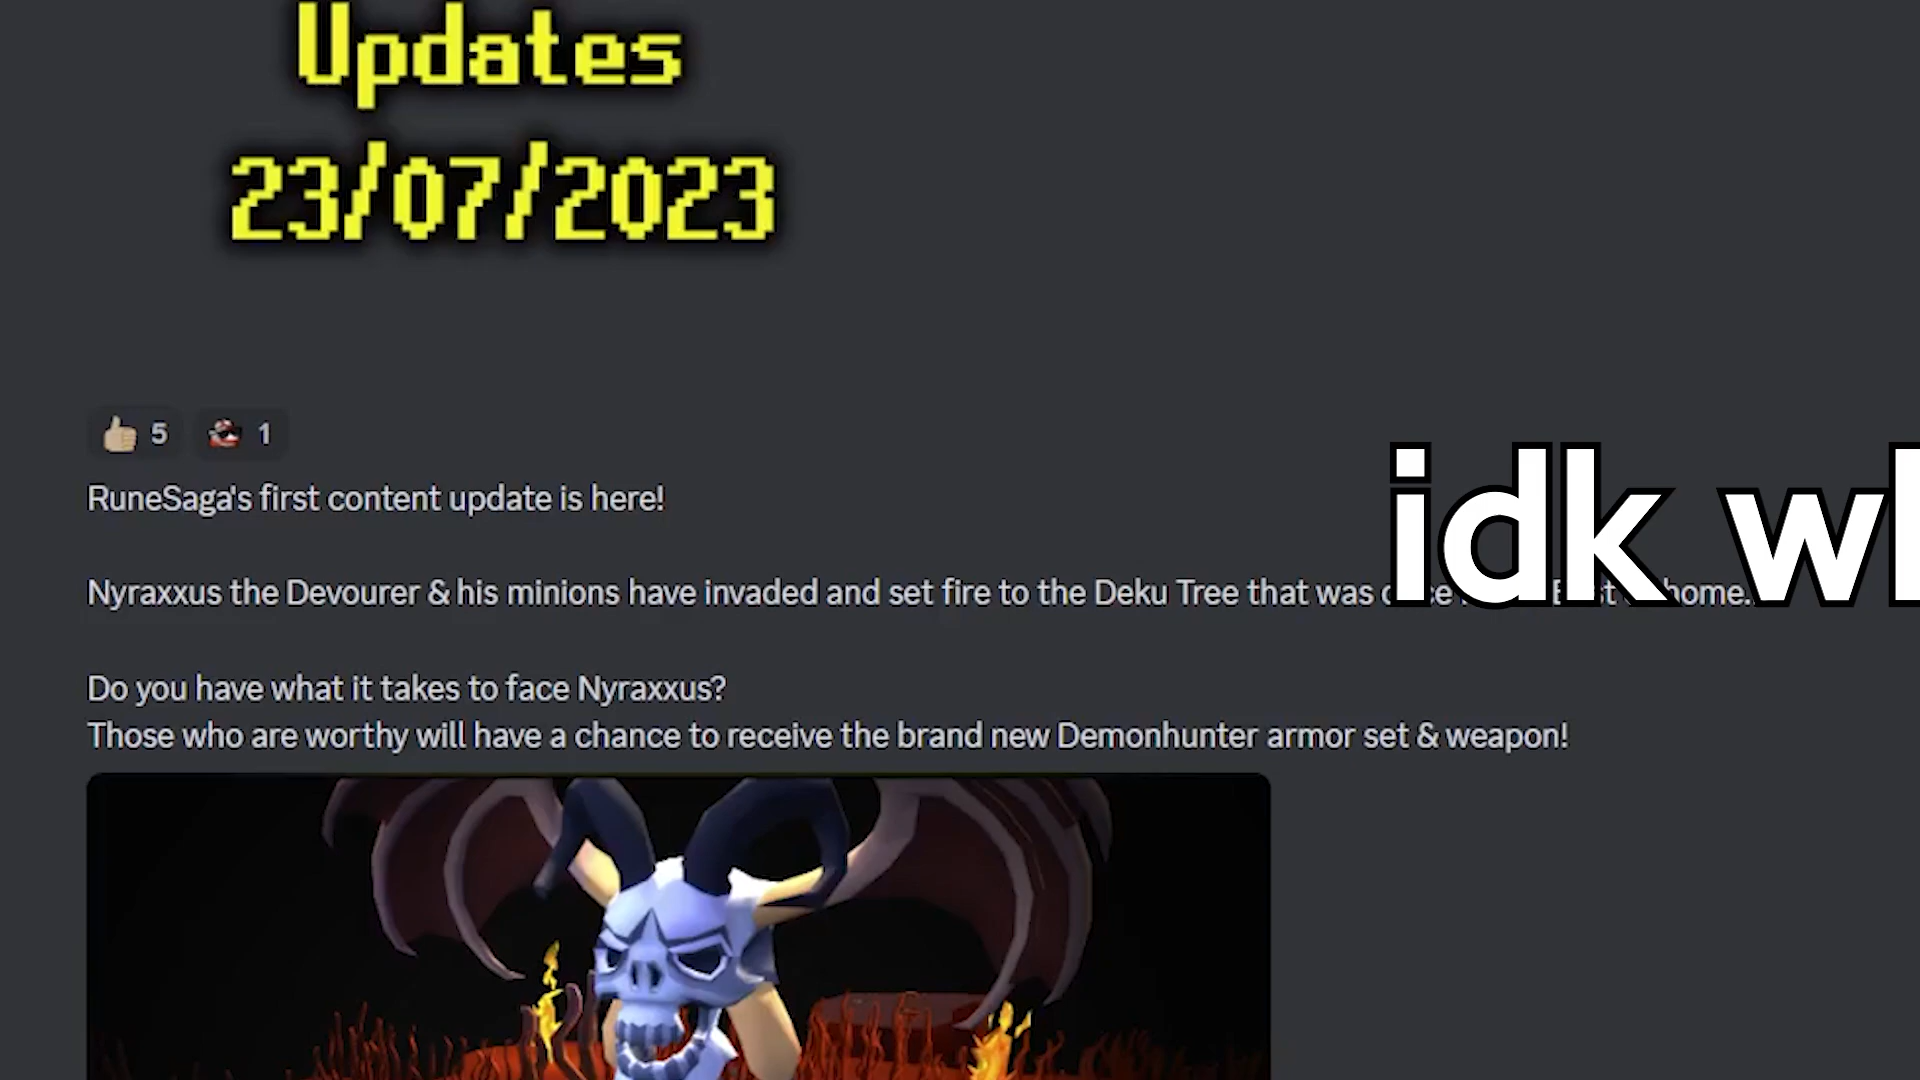 Updates
23/07/2023
5 1
RuneSaga's first content update is here!
idk
Nyraxxus the Devourer & his minions have invaded and set fire to the Deku Tree that was home..
Do you have what it takes to face Nyraxxus?
Those who are worthy will have a chance to receive the brand new Demonhunter armor set & weapon!